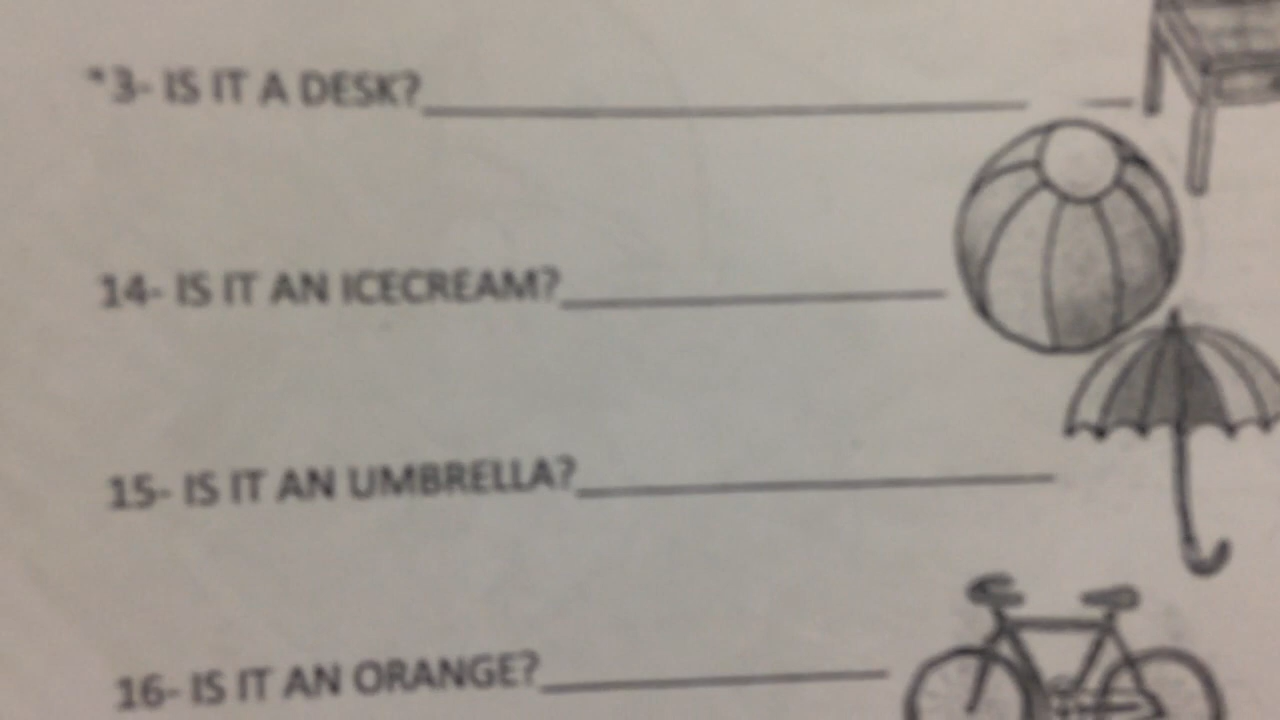 *3- IS IT A DESK?
14- IS IT AN ICECREAM?
15- IS IT AN UMBRELLA?
16- IS IT AN ORANGE?